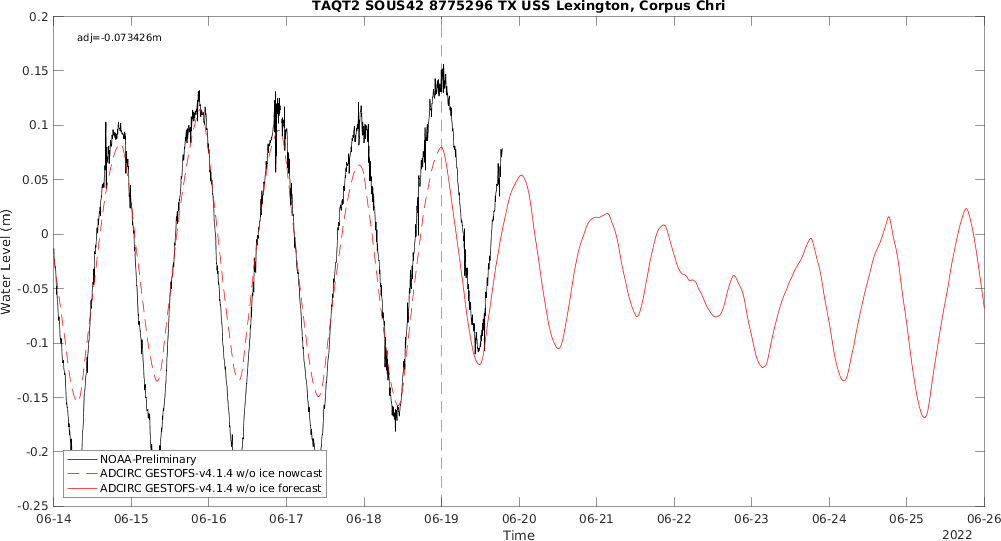 TAQT2 SOUS42 8775296 TX USS Lexington, Corpus Chri
adj=-0.073426m
0.2
0.15
0.1
0.05
0
-0.05
-0.1
-0.15
-0.2
-0.25
Water Level (m)
NOAA-Preliminary
ADCIRC GESTOFS-v4.1.4 w/o ice nowcast
ADCIRC GESTOFS-v4.1.4 w/o ice forecast
06-14 06-15 06-16 06-17 06-18 06-19 06-20 06-21 06-22 06-23 06-24 06-25 06-26
Time
2022